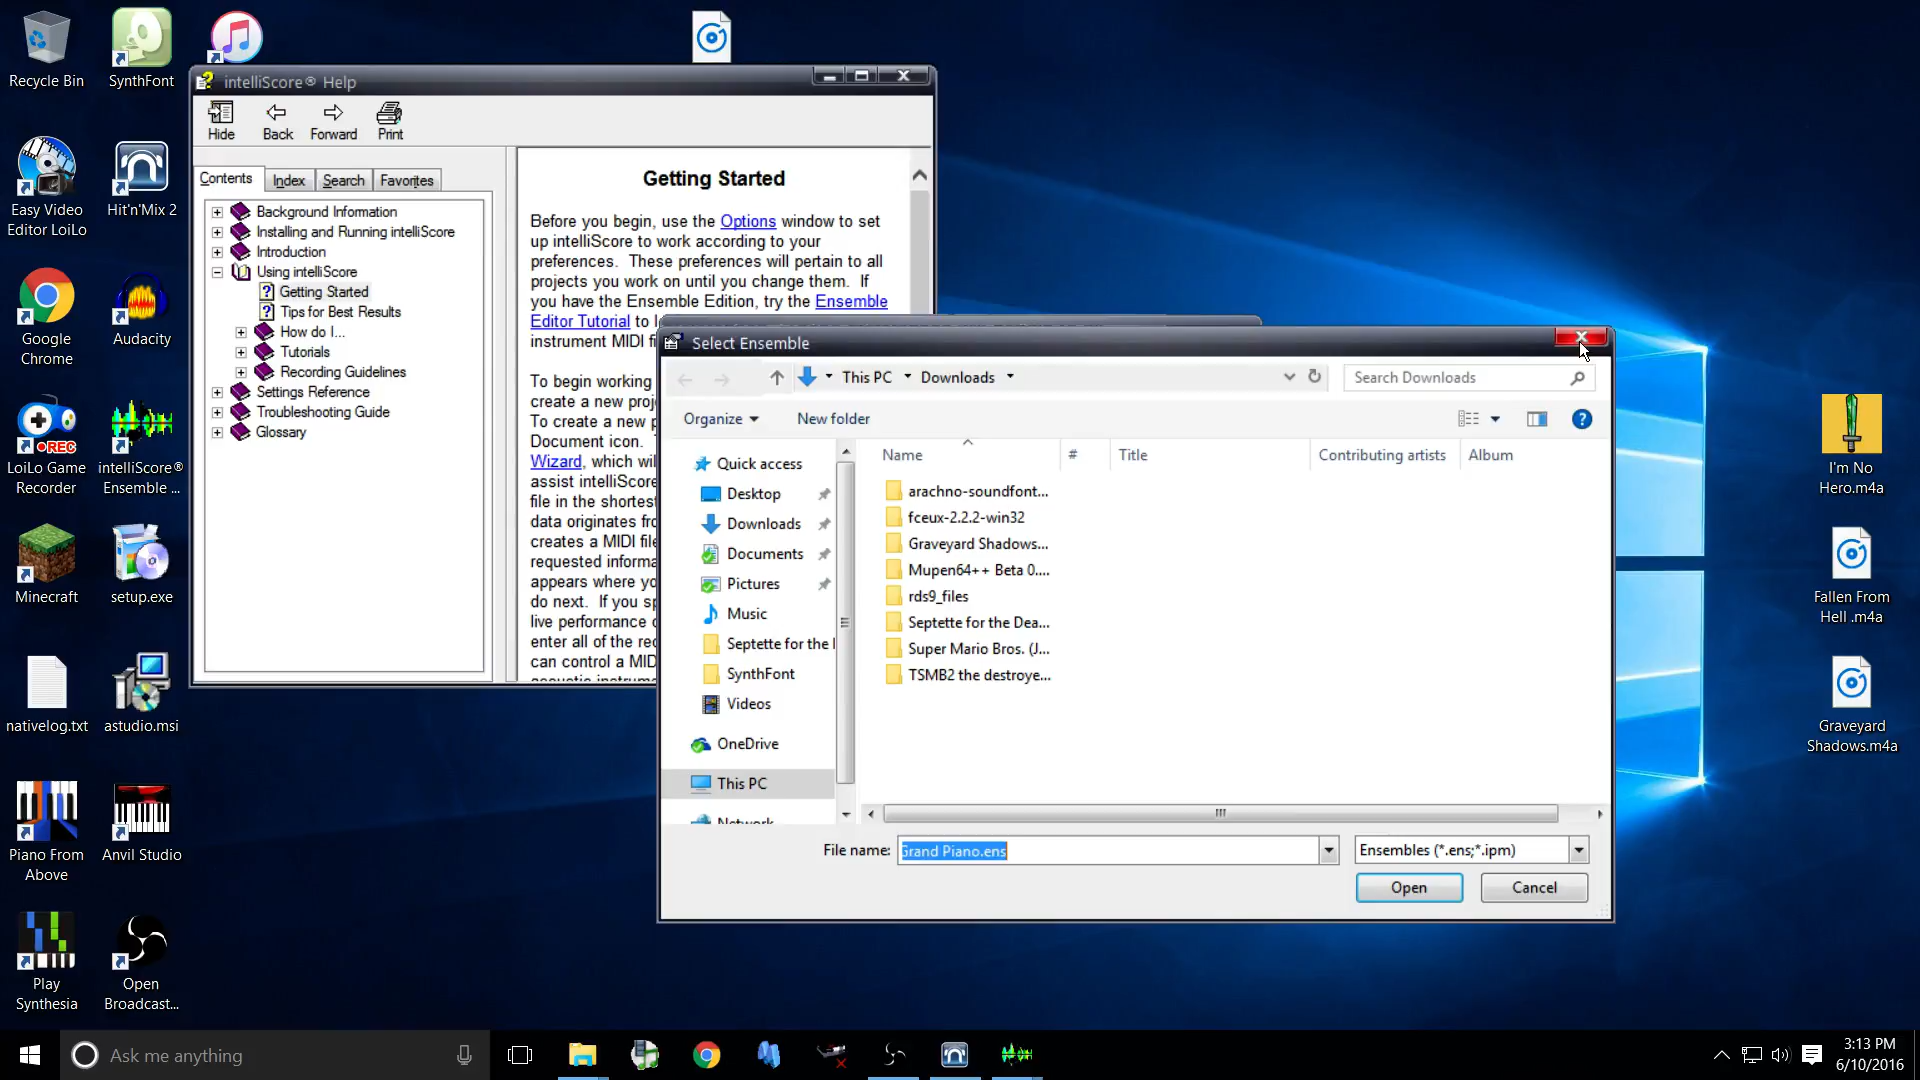 Recycle Bin
SynthFont
Easy Video
Editor LoiLo
Hit'n'Mix 2
Google
Chrome
Audacity
REC
LoiLo Game
Recorder
intelliScore®
Ensemble ...
Minecraft
setup.exe
nativelog.txt
astudio.msi
Piano From
Above
Anvil Studio
Play
Synthesia
Open
Broadcast...
intelliScore® Help
Hide
Back
Forward
Print
Contents
Index
Search
Favorites
Background Information
Installing and Running intelliScore
Introduction
Using intelliScore
Getting Started
Tips for Best Results
How do I...
Tutorials
Recording Guidelines
Settings Reference
Troubleshooting Guide
Glossary
Getting Started
Before you begin, use the Options window to set
up intelliScore to work according to your
preferences. These preferences will pertain to all
projects you work on until you change them. If
you have the Ensemble Edition, try the Ensemble
Editor Tutorial to l
instrument MIDI fi
To begin working
create a new proj
To create a new p
Document icon.
Wizard, which wil
assist intelliScore
file in the shortest
data originates fro
creates a MIDI file
requested informa
appears where yo
do next. If you sp
live performance o
enter all of the rec
can control a MID
Select Ensemble
This PC
Downloads
Search Downloads
Organize
New folder
Quick access
Desktop
Downloads
Documents
Pictures
Music
Septette for the I
SynthFont
Videos
OneDrive
This PC
Network
Name
#
Title
Contributing artists
Album
arachno-soundfont...
fceux-2.2.2-win32
Graveyard Shadows...
Mupen64++ Beta 0....
rds9_files
Septette for the Dea...
Super Mario Bros. (J...
TSMB2 the destroye...
File name:
Grand Piano.ens
Ensembles (*.ens;*.ipm)
Open
Cancel
I'm No
Hero.m4a
Fallen From
Hell .m4a
Graveyard
Shadows.m4a
Ask me anything
3:13 PM
6/10/2016